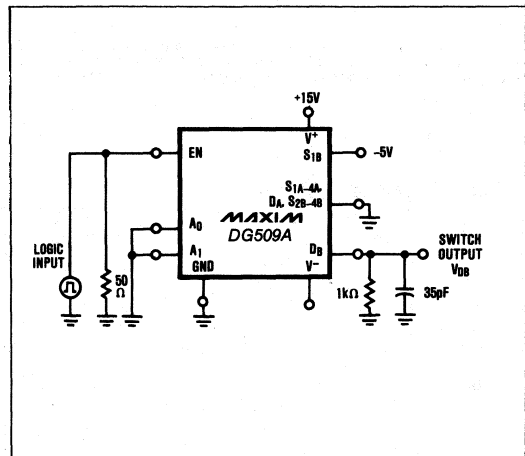 +15V
V+
EN
S1B
-5V
S1A-4A,
DA, S2B-4B
MAXIM
A0
DG509A
LOGIC
INPUT
A1
DB
SWITCH
OUTPUT
VDB
GND
V-
50
Ω
1kΩ
35pF